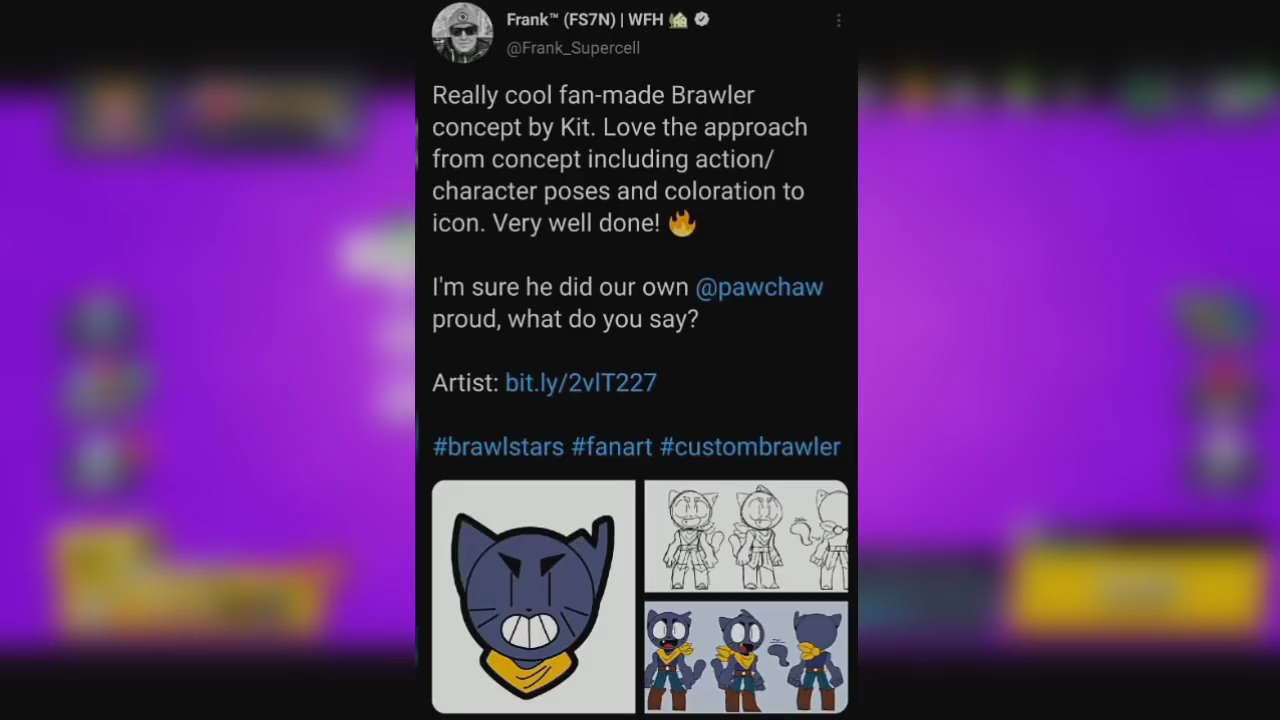 Frank™ (FS7N) | WFH 🏡
@Frank_Supercell
Really cool fan-made Brawler
concept by Kit. Love the approach
from concept including action/
character poses and coloration to
icon. Very well done! 🔥
I'm sure he did our own @pawchaw
proud, what do you say?
Artist: bit.ly/2vlT227
#brawlstars #fanart #custombrawler